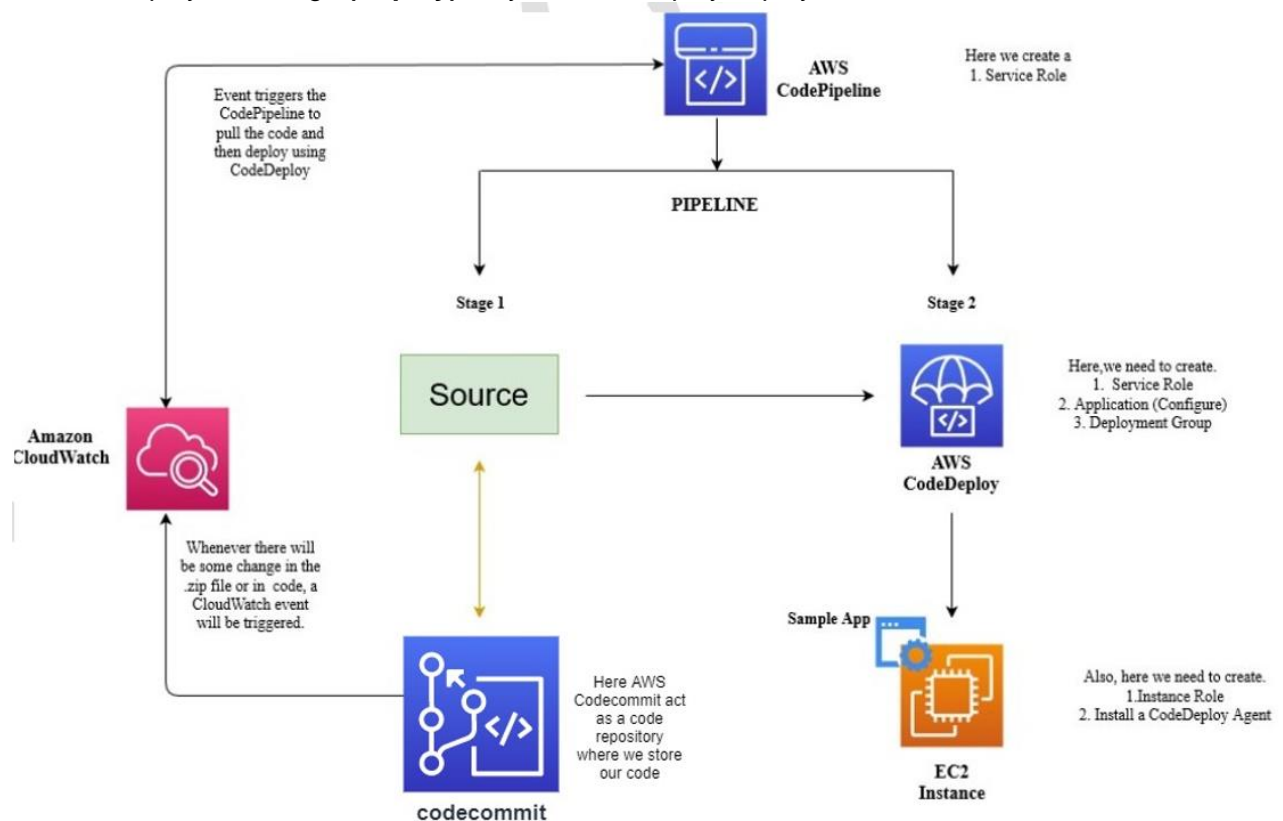 AWS
CodePipeline
Here we create a
1. Service Role
Event triggers the
CodePipeline to
pull the code and
then deploy using
CodeDeploy
PIPELINE
Stage 1
Stage 2
Source
Here,we need to create.
1. Service Role
2. Application (Configure)
3. Deployment Group
Amazon
CloudWatch
AWS
CodeDeploy
Whenever there will
be some change in the
.zip file or in code, a
CloudWatch event
will be triggered.
Sample App
Here AWS
Codecommit act
as a code
repository
where we store
our code
Also, here we need to create.
1.Instance Role
2. Install a CodeDeploy Agent
EC2
Instance
codecommit